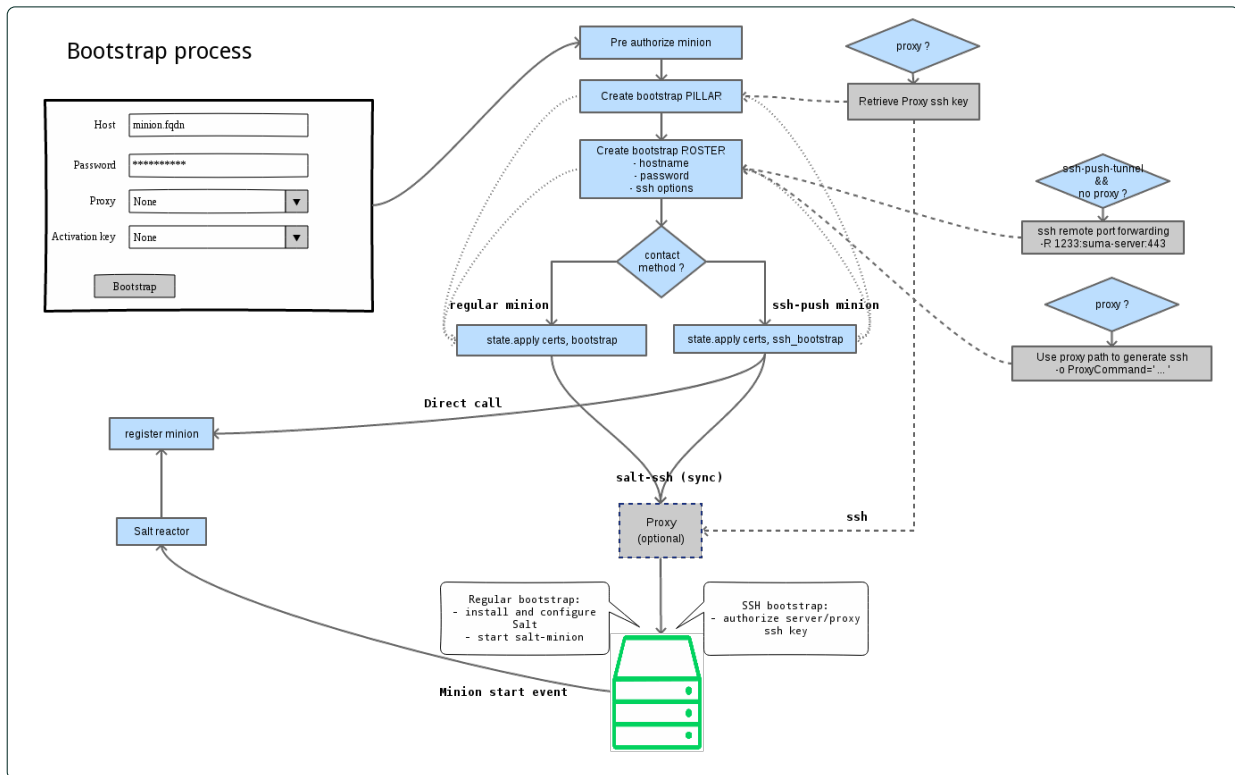 Bootstrap process
Host
minion.fqdn
Password
**********
Proxy
None
Activation key
None
Bootstrap
Pre authorize minion
Create bootstrap PILLAR
Create bootstrap ROSTER
- hostname
- password
- ssh options
contact
method ?
regular minion
ssh-push minion
state.apply certs, bootstrap
state.apply certs, ssh_bootstrap
proxy ?
Retrieve Proxy ssh key
ssh-push-tunnel
&&
no proxy ?
ssh remote port forwarding
-R 1233:suma-server:443
proxy ?
Use proxy path to generate ssh
-o ProxyCommand=' ... '
Direct call
register minion
Salt reactor
salt-ssh (sync)
Proxy
(optional)
ssh
Regular bootstrap:
- install and configure
Salt
- start salt-minion
SSH bootstrap:
- authorize server/proxy
ssh key
Minion start event